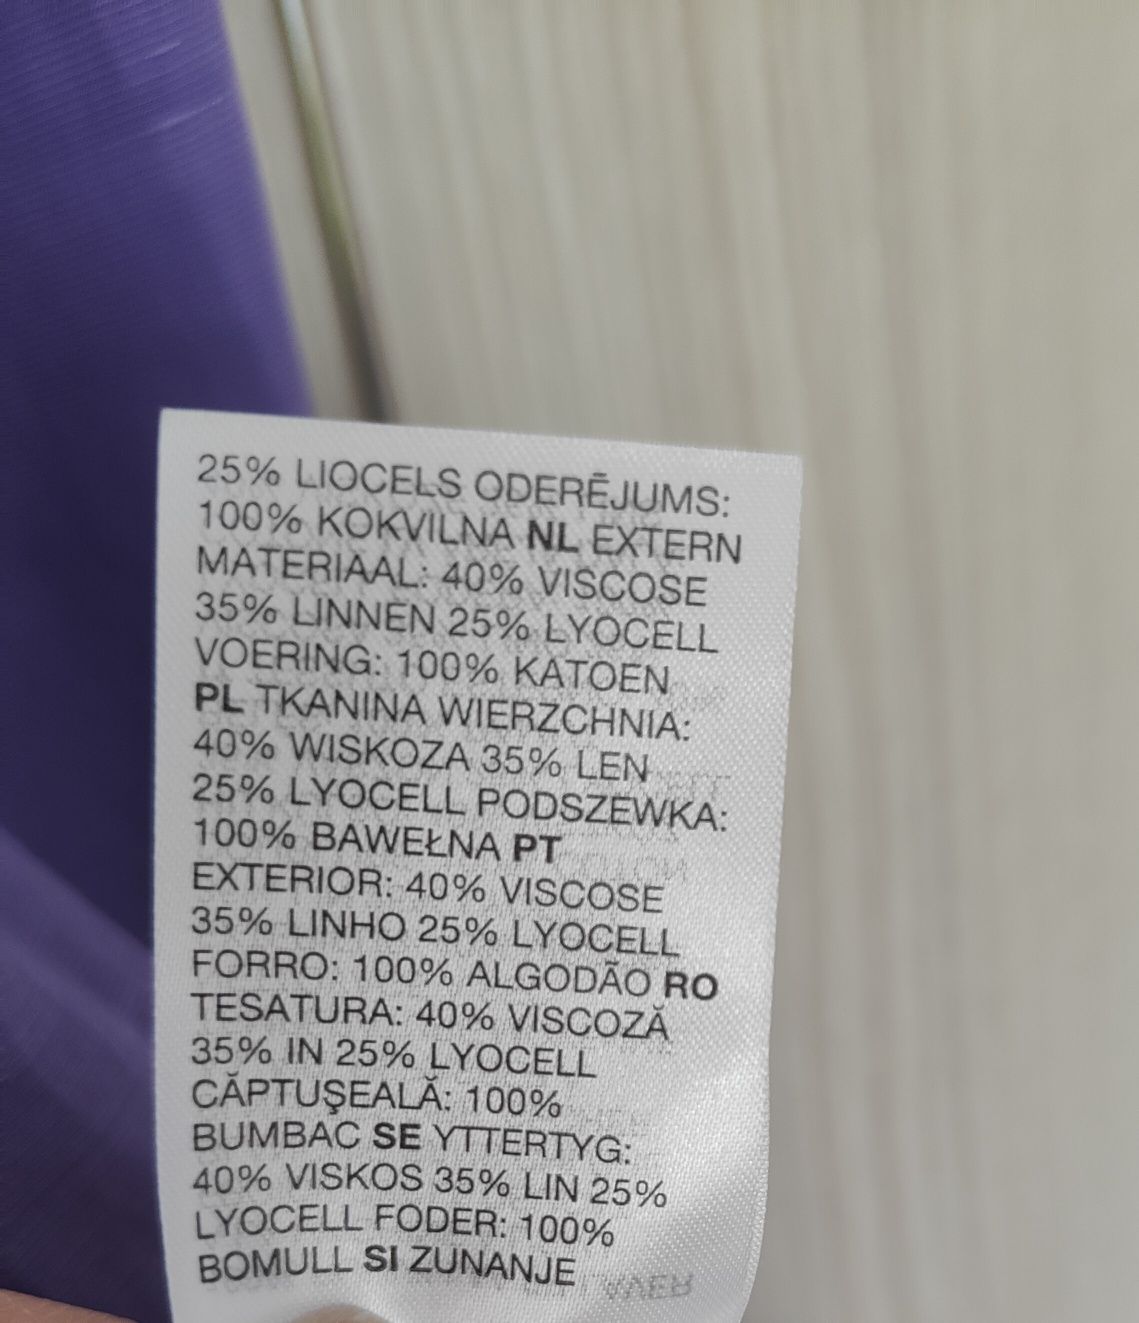 25% LIOCELS ODERĒJUMS:
100% KOKVILNA NL EXTERN
MATERIAAL: 40% VISCOSE
35% LINNEN 25% LYOCELL
VOERING: 100% KATOEN
PL TKANINA WIERZCHNIA:
40% WISKOZA 35% LEN
25% LYOCELL PODSZEWKA:
100% BAWEŁNA PT
EXTERIOR: 40% VISCOSE
35% LINHO 25% LYOCELL
FORRO: 100% ALGODÃO RO
TESATURA: 40% VISCOZĂ
35% IN 25% LYOCELL
CĂPTUŞEALĂ: 100%
BUMBAC SE YTTERTYG:
40% VISKOS 35% LIN 25%
LYOCELL FODER: 100%
BOMULL SI ZUNANJE